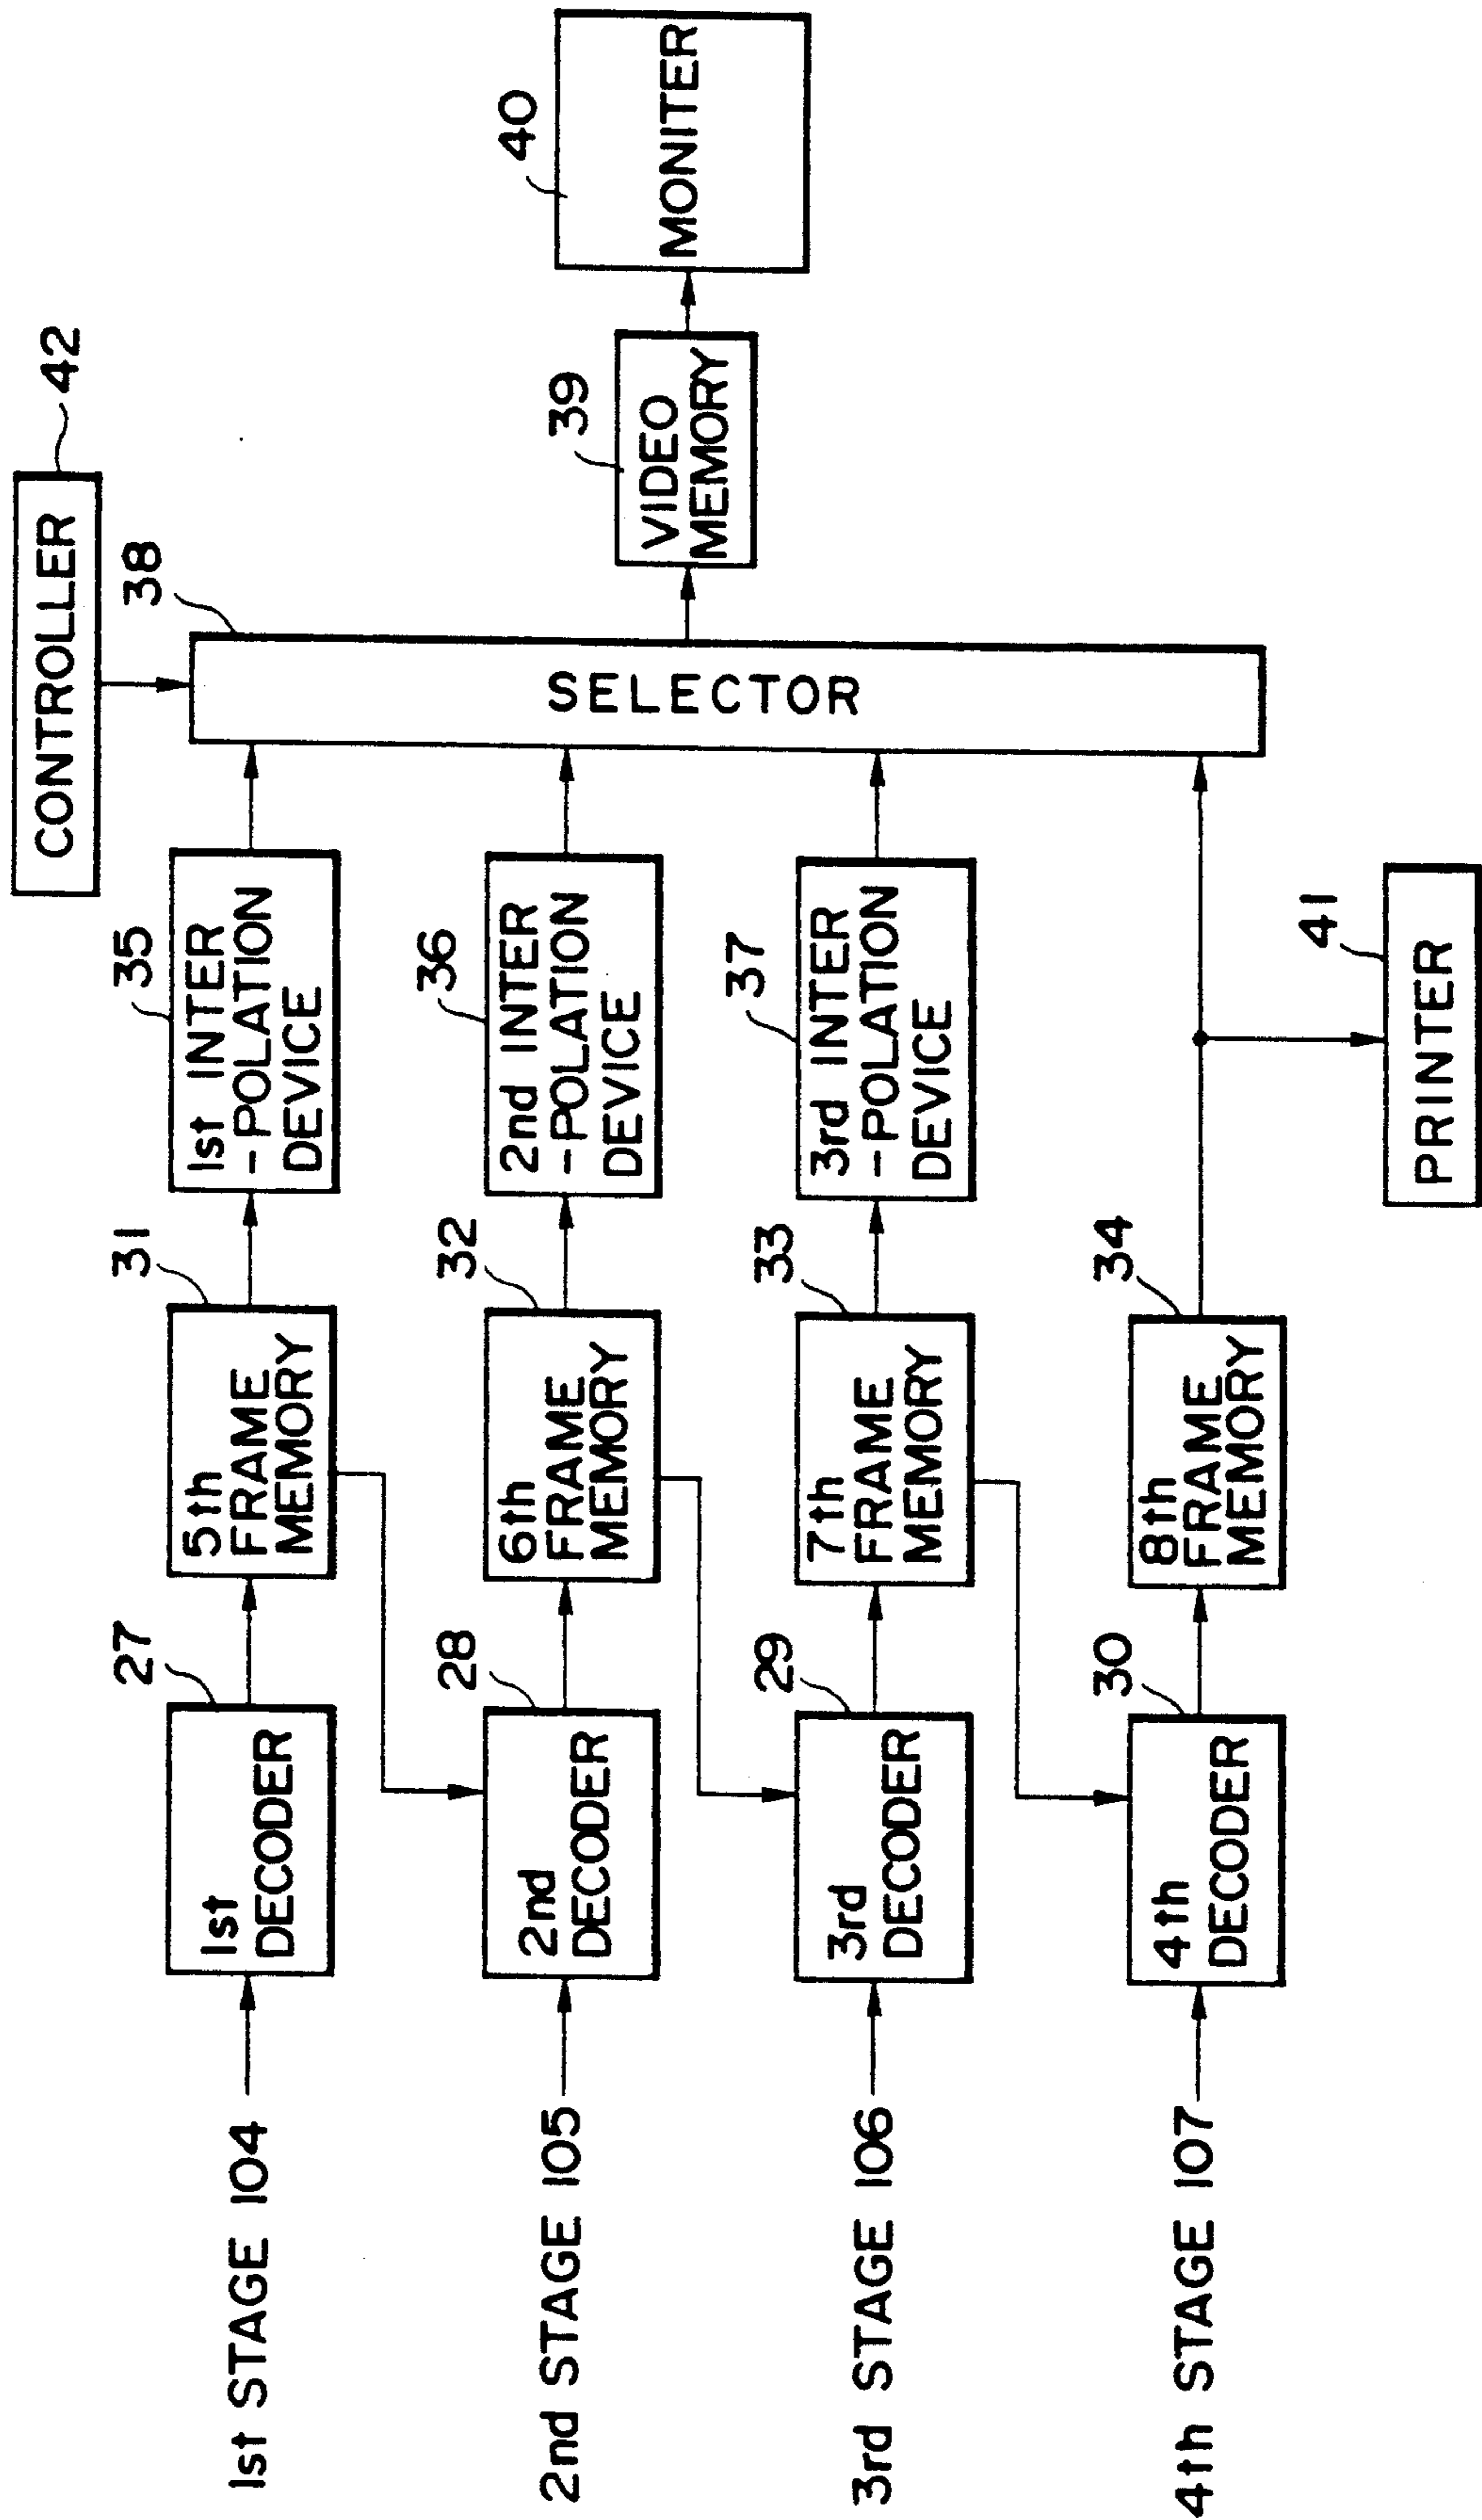 CONTROLLER
42
1st STAGE 104
27
1st
DECODER
31
5th
FRAME
MEMORY
35
1st INTER
-POLATION
DEVICE
38
SELECTOR
2nd STAGE 105
28
2nd
DECODER
32
6th
FRAME
MEMORY
36
2nd INTER
-POLATION
DEVICE
39
VIDEO
MEMORY
40
MONITER
3rd STAGE 106
29
3rd
DECODER
33
7th
FRAME
MEMORY
37
3rd INTER
-POLATION
DEVICE
4th STAGE 107
30
4th
DECODER
34
8th
FRAME
MEMORY
41
PRINTER